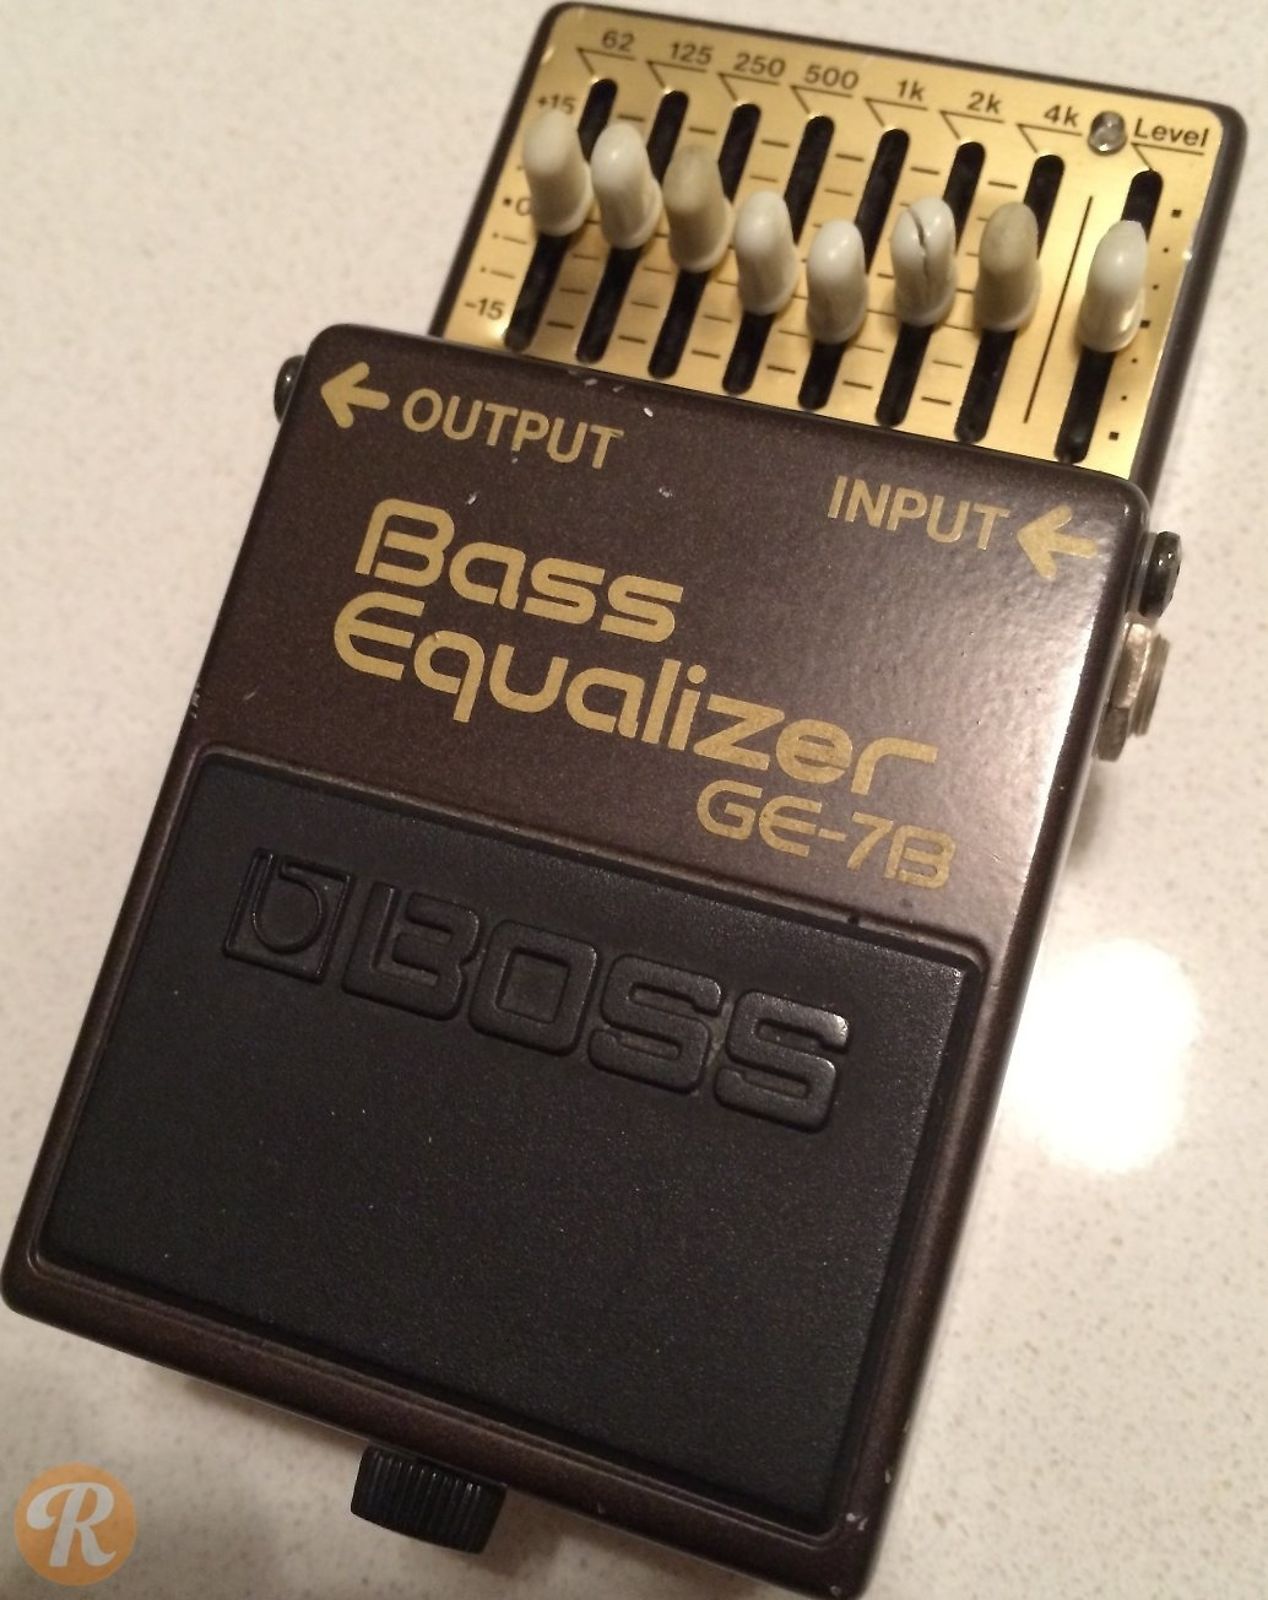 62 125 250 500 1k 2k 4k Level
+15
0
-15
OUTPUT
INPUT
Bass
Equalizer
GE-7B
BOSS
R